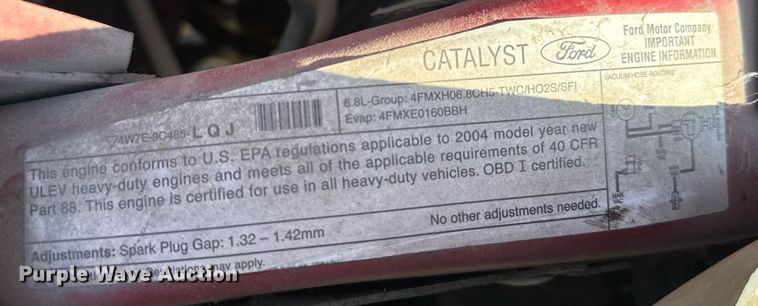 CATALYST
Ford
Ford Motor Company
IMPORTANT
ENGINE INFORMATION
4W7E-9C485-LQJ
6.8L-Group: 4FMXH06.8CH5-TWC/HO2S/SFI
Evap: 4FMXE0160BBH
VACUUM HOSE ROUTING
This engine conforms to U.S. EPA regulations applicable to 2004 model year new
ULEV heavy-duty engines and meets all of the applicable requirements of 40 CFR
Part 88. This engine is certified for use in all heavy-duty vehicles. OBD I certified.
Adjustments: Spark Plug Gap: 1.32 – 1.42mm
No other adjustments needed.
may apply.
Purple Wave Auction